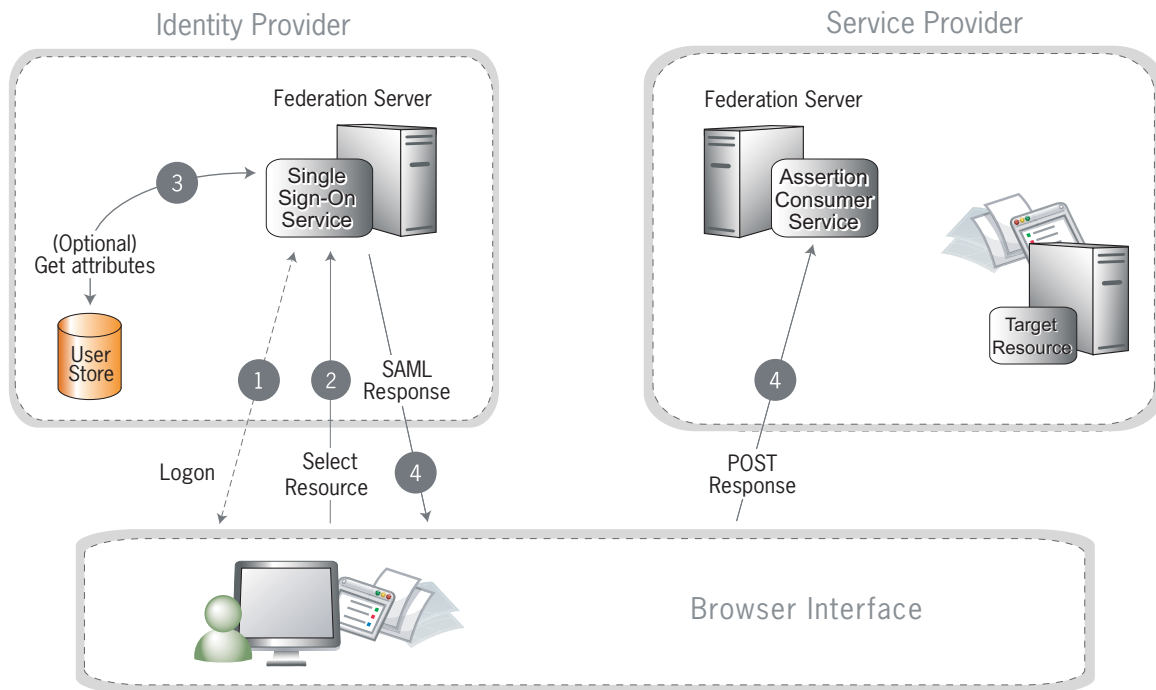 Identity Provider
Service Provider
Federation Server
Single
Sign-On
Service
3
(Optional)
Get attributes
User
Store
1
2
SAML
Response
Logon
Select
Resource
4
Federation Server
Assertion
Consumer
Service
Target
Resource
4
POST
Response
Browser Interface